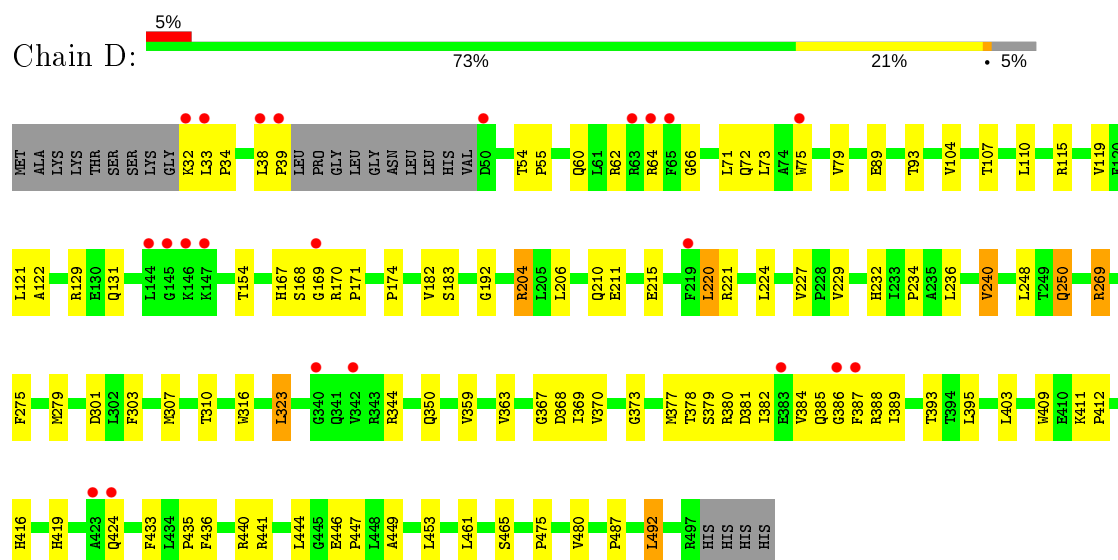 5%
Chain D:
73% 21% • 5%
MET ALA LYS LYS THR SER SER LYS GLY K32 L33 P34 L38 P39 LEU PRO GLY LEU GLY ASN LEU LEU HIS VAL D50 T54 P55 Q60 L61 R62 R63 R64 F65 G66 L71 Q72 L73 A74 W75 V79 E89 T93 V104 T107 L110 R115 V119 E120
L121 A122 R129 E130 Q131 L144 G145 K146 K147 T154 H167 S168 G169 R170 P171 P174 V182 S183 G192 R204 L205 L206 Q210 E211 E215 F219 L220 R221 L224 V227 P228 V229 H232 I233 P234 A235 L236 V240 L248 T249 Q250 R269
F275 M279 D301 L302 F303 M307 T310 W316 L323 G340 Q341 V342 R343 R344 Q350 V359 V363 G367 D368 I369 V370 G373 M377 T378 S379 R380 D381 I382 E383 V384 Q385 G386 F387 R388 I389 T393 T394 L395 L403 W409 E410 K411 P412
H416 H419 A423 Q424 F433 L434 P435 F436 R440 R441 L444 G445 E446 P447 L448 A449 L453 L461 S465 P475 V480 P487 L492 R497 HIS HIS HIS HIS